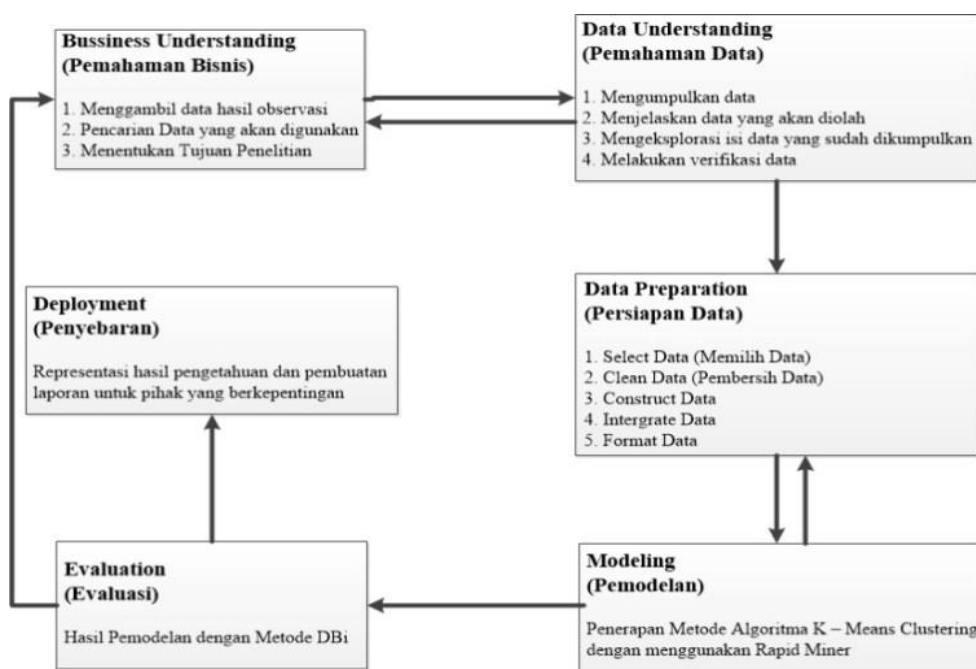 Bussiness Understanding
(Pemahaman Bisnis)
1. Menggambil data hasil observasi
2. Pencarian Data yang akan digunakan
3. Menentukan Tujuan Penelitian
Data Understanding
(Pemahaman Data)
1. Mengumpulkan data
2. Menjelaskan data yang akan diolah
3. Mengeksplorasi isi data yang sudah dikumpulkan
4. Melakukan verifikasi data
Data Preparation
(Persiapan Data)
1. Select Data (Memilih Data)
2. Clean Data (Pembersih Data)
3. Construct Data
4. Intergrate Data
5. Format Data
Modeling
(Pemodelan)
Penerapan Metode Algoritma K – Means Clustering
dengan menggunakan Rapid Miner
Evaluation
(Evaluasi)
Hasil Pemodelan dengan Metode DBi
Deployment
(Penyebaran)
Representasi hasil pengetahuan dan pembuatan
laporan untuk pihak yang berkepentingan